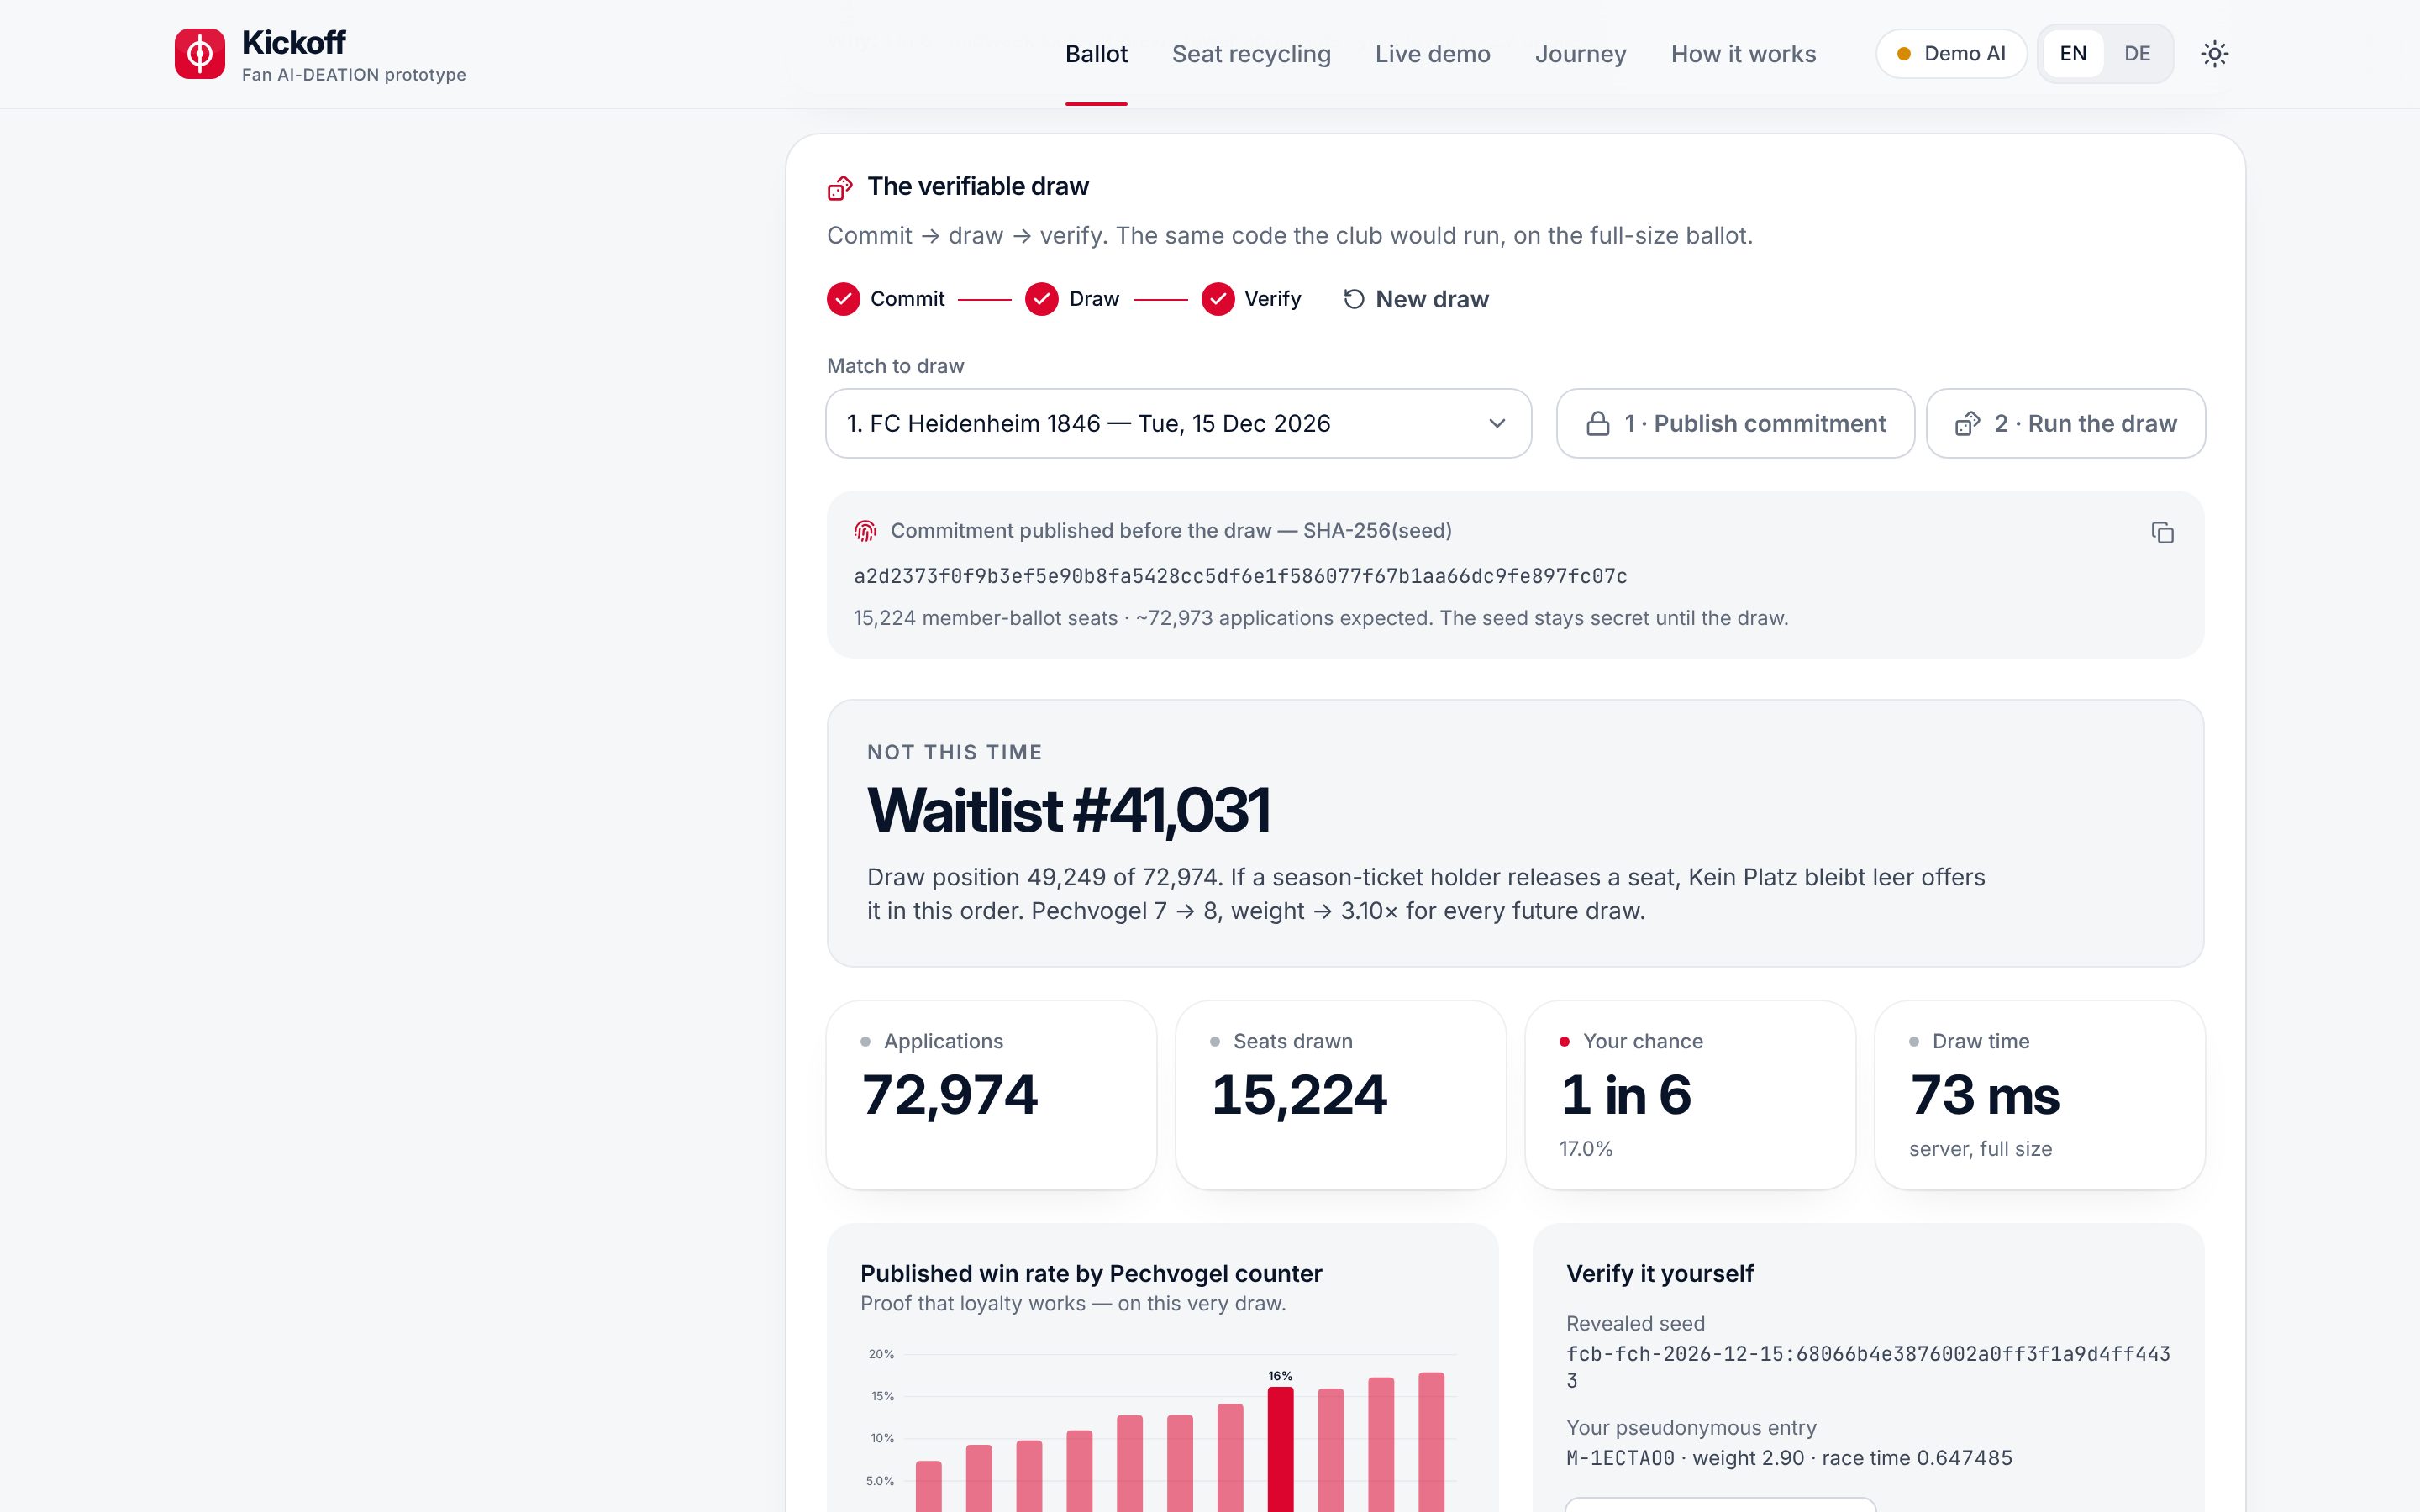 Kickoff
Fan AI-DEATION prototype
Ballot
Seat recycling
Live demo
Journey
How it works
Demo AI
EN
DE
The verifiable draw
Commit → draw → verify. The same code the club would run, on the full-size ballot.
Commit
Draw
Verify
New draw
Match to draw
1. FC Heidenheim 1846 — Tue, 15 Dec 2026
1 · Publish commitment
2 · Run the draw
Commitment published before the draw — SHA-256(seed)
a2d2373f0f9b3ef5e90b8fa5428cc5df6e1f586077f67b1aa66dc9fe897fc07c
15,224 member-ballot seats · ~72,973 applications expected. The seed stays secret until the draw.
NOT THIS TIME
Waitlist #41,031
Draw position 49,249 of 72,974. If a season-ticket holder releases a seat, Kein Platz bleibt leer offers
it in this order. Pechvogel 7 → 8, weight → 3.10× for every future draw.
Applications
72,974
Seats drawn
15,224
Your chance
1 in 6
17.0%
Draw time
73 ms
server, full size
Published win rate by Pechvogel counter
Proof that loyalty works — on this very draw.
20%
15%
10%
5.0%
16%
Verify it yourself
Revealed seed
fcb-fch-2026-12-15:68066b4e3876002a0ff3f1a9d4ff443
3
Your pseudonymous entry
M-1ECTAO0 · weight 2.90 · race time 0.647485